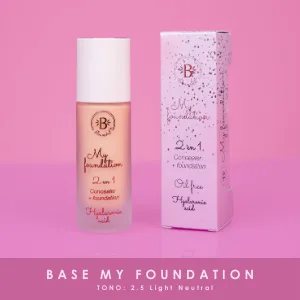 B
My
foundation
2 in 1
Concealer
+ foundation
Hyaluronic
acid
B
My
foundation
2 in 1
Concealer
+ foundation
Oil free
Hyaluronic
acid
BASE MY FOUNDATION
TONO: 2.5 Light Neutral